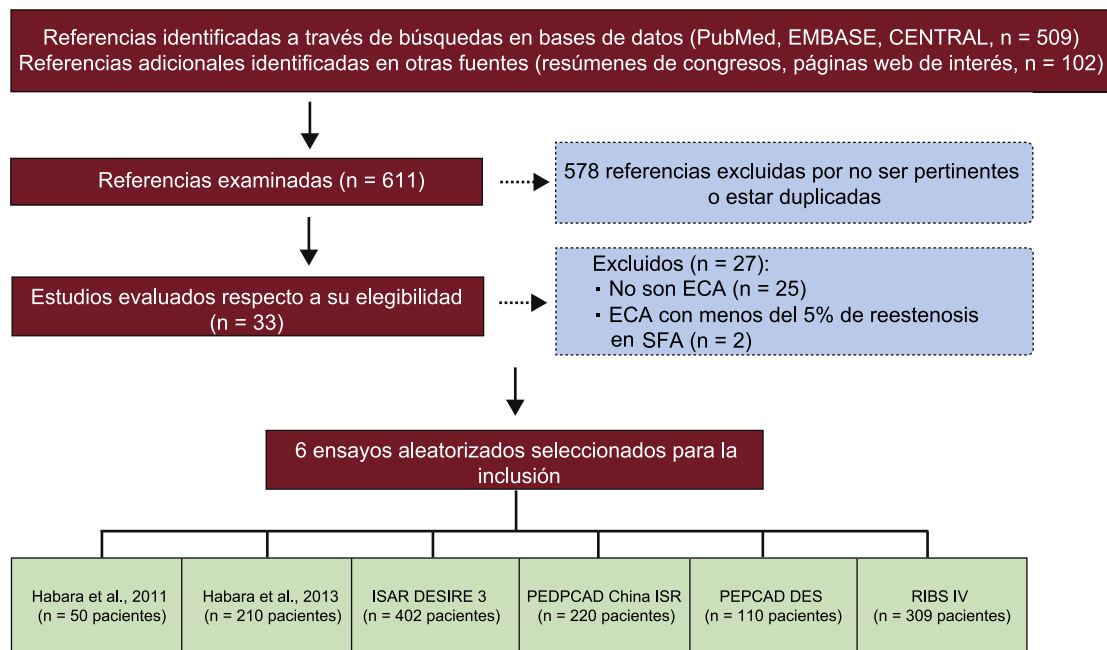 Referencias identificadas a través de búsquedas en bases de datos (PubMed, EMBASE, CENTRAL, n = 509)
Referencias adicionales identificadas en otras fuentes (resúmenes de congresos, páginas web de interés, n = 102)
Referencias examinadas (n = 611)
578 referencias excluidas por no ser pertinentes
o estar duplicadas
Estudios evaluados respecto a su elegibilidad
(n = 33)
Excluidos (n = 27):
· No son ECA (n = 25)
· ECA con menos del 5% de reestenosis
en SFA (n = 2)
6 ensayos aleatorizados seleccionados para la
inclusión
Habara et al., 2011
(n = 50 pacientes)
Habara et al., 2013
(n = 210 pacientes)
ISAR DESIRE 3
(n = 402 pacientes)
PEDPCAD China ISR
(n = 220 pacientes)
PEPCAD DES
(n = 110 pacientes)
RIBS IV
(n = 309 pacientes)